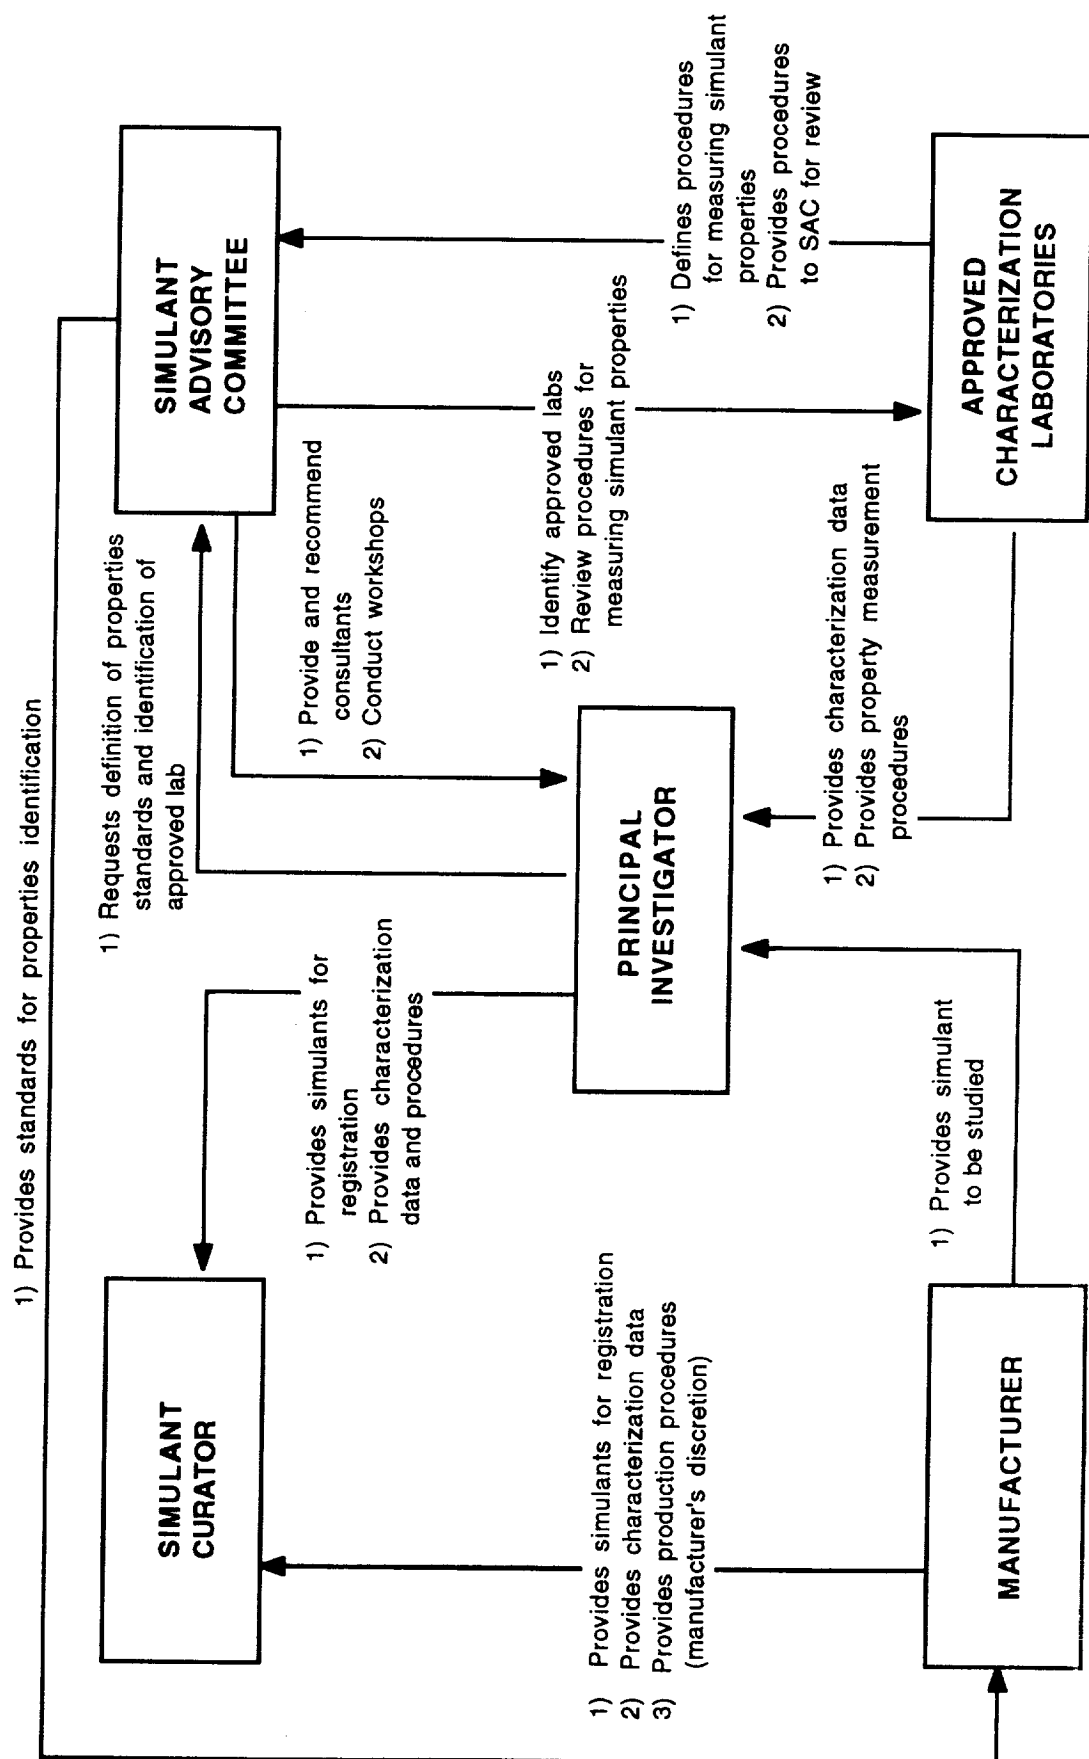 1) Provides standards for properties identification
SIMULANT
CURATOR
1) Provides simulants for
registration
2) Provides characterization
data and procedures
1) Requests definition of properties
standards and identification of
approved lab
SIMULANT
ADVISORY
COMMITTEE
1) Provide and recommend
consultants
2) Conduct workshops
1) Provides simulants for registration
2) Provides characterization data
3) Provides production procedures
(manufacturer's discretion)
PRINCIPAL
INVESTIGATOR
1) Identify approved labs
2) Review procedures for
measuring simulant properties
1) Defines procedures
for measuring simulant
properties
2) Provides procedures
to SAC for review
1) Provides characterization data
2) Provides property measurement
procedures
1) Provides simulant
to be studied
MANUFACTURER
APPROVED
CHARACTERIZATION
LABORATORIES